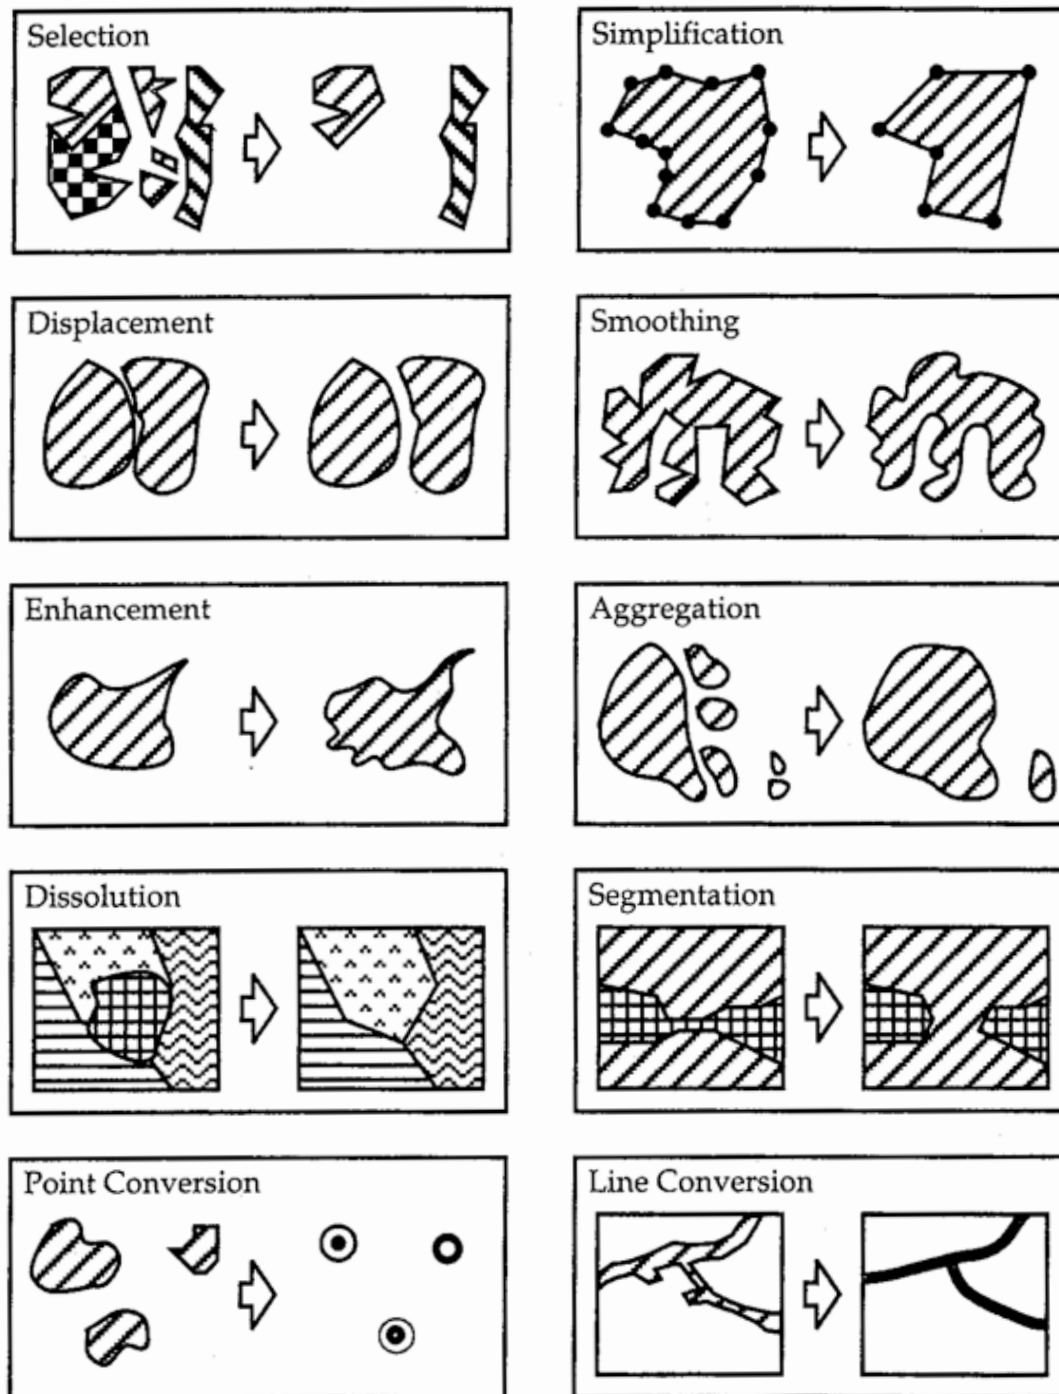 Selection
Simplification
Displacement
Smoothing
Enhancement
Aggregation
Dissolution
Segmentation
Point Conversion
Line Conversion